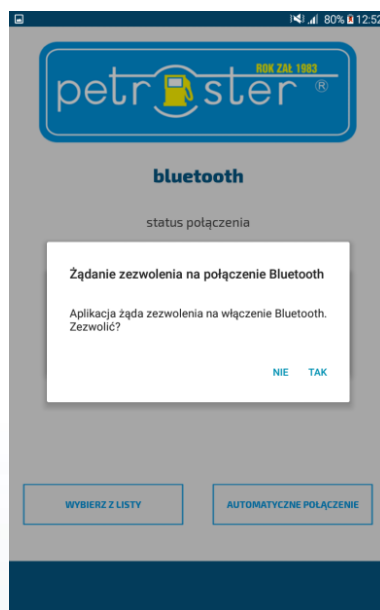 80% 12:52
ROK ZAŁ 1983
petroster ®
bluetooth
status połączenia
Żądanie zezwolenia na połączenie Bluetooth
Aplikacja żąda zezwolenia na włączenie Bluetooth.
Zezwolić?
NIE TAK
WYBIERZ Z LISTY AUTOMATYCZNE POŁĄCZENIE